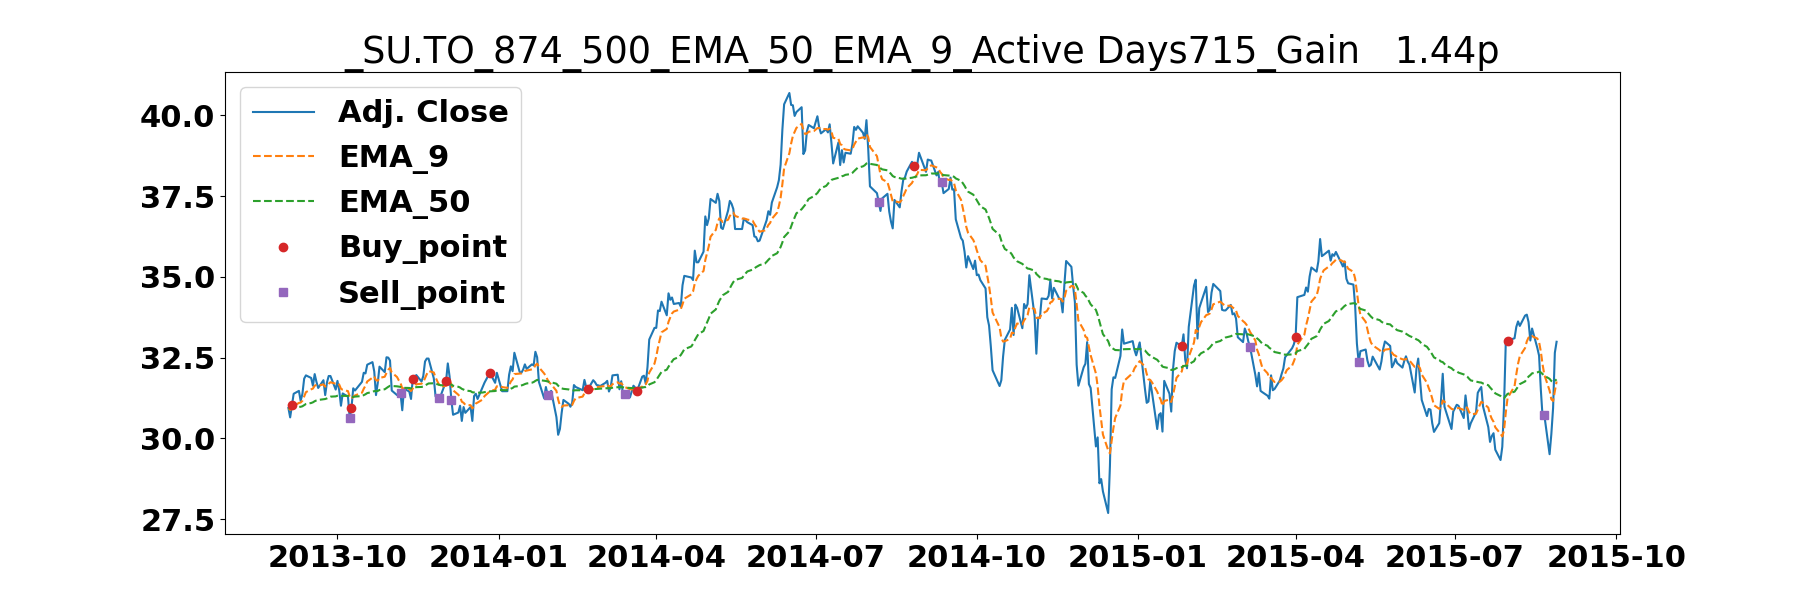 _SU.TO_874_500_EMA_50_EMA_9_Active Days715_Gain   1.44p
Adj. Close
EMA_9
EMA_50
Buy_point
Sell_point
40.0
37.5
35.0
32.5
30.0
27.5
2013-10 2014-01 2014-04 2014-07 2014-10 2015-01 2015-04 2015-07 2015-10